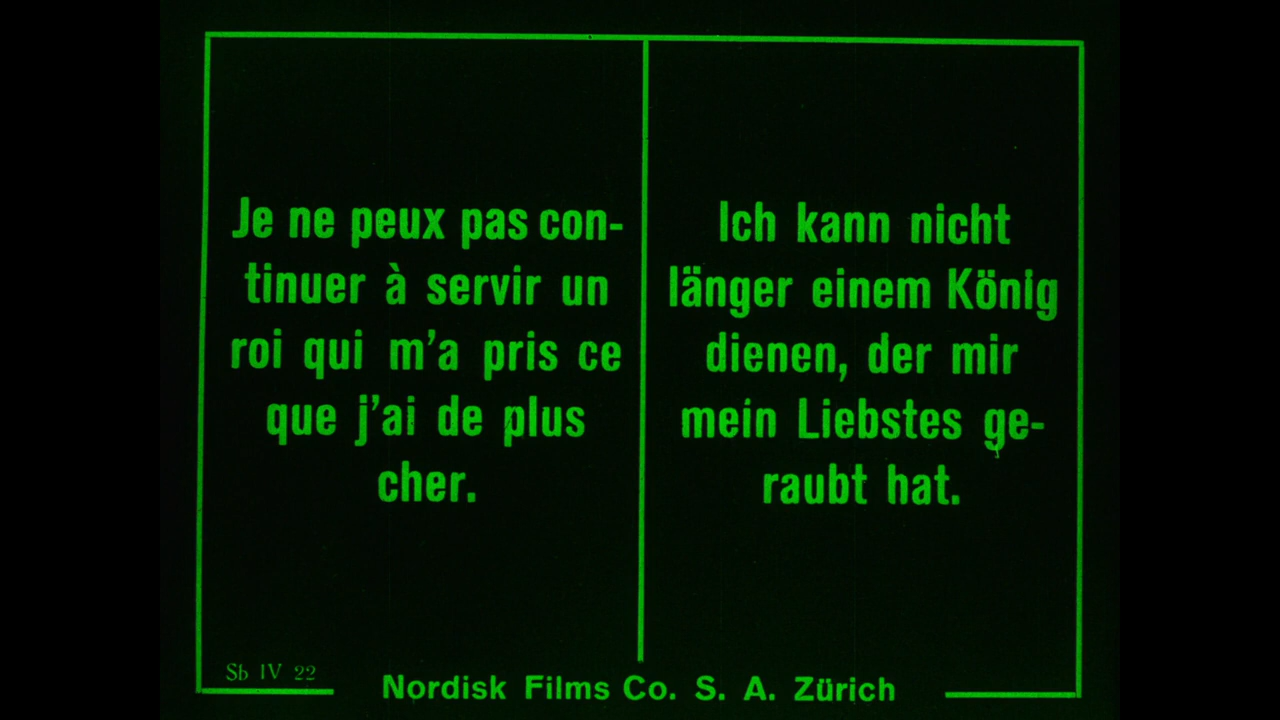 Je ne peux pas con-
tinuer à servir un
roi qui m'a pris ce
que j'ai de plus
cher.
Ich kann nicht
länger einem König
dienen, der mir
mein Liebstes ge-
raubt hat.
Sb IV 22
Nordisk Films Co. S. A. Zürich